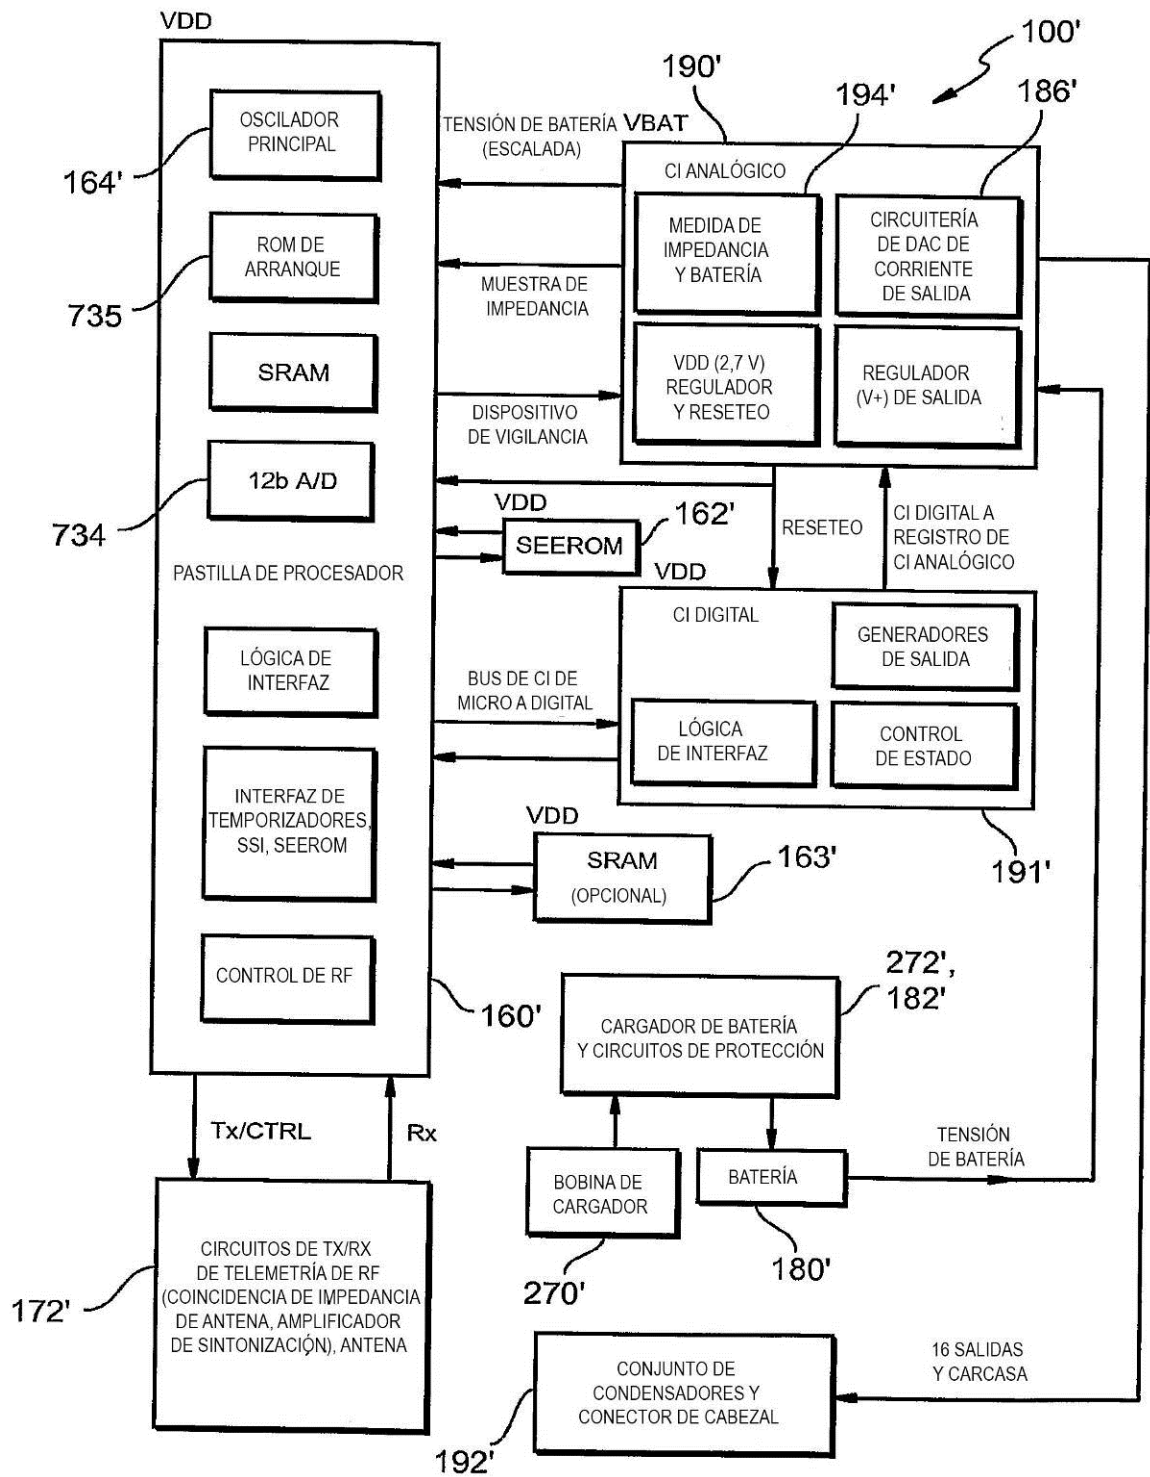 VDD
100'
190'
194'
186'
OSCILADOR
PRINCIPAL
164'
TENSIÓN DE BATERÍA
(ESCALADA)
VBAT
CI ANALÓGICO
MEDIDA DE
IMPEDANCIA
Y BATERÍA
CIRCUITERÍA
DE DAC DE
CORRIENTE
DE SALIDA
ROM DE
ARRANQUE
735
MUESTRA DE
IMPEDANCIA
SRAM
VDD (2,7 V)
REGULADOR
Y RESETEO
REGULADOR
(V+) DE SALIDA
DISPOSITIVO
DE VIGILANCIA
12b A/D
734
VDD
SEEROM
162'
RESETEO
CI DIGITAL A
REGISTRO DE
CI ANALÓGICO
PASTILLA DE PROCESADOR
VDD
CI DIGITAL
GENERADORES
DE SALIDA
LÓGICA DE
INTERFAZ
BUS DE CI DE
MICRO A DIGITAL
LÓGICA
DE INTERFAZ
CONTROL
DE ESTADO
191'
INTERFAZ DE
TEMPORIZADORES,
SSI, SEEROM
VDD
SRAM
(OPCIONAL)
163'
CONTROL DE RF
160'
272',
182'
CARGADOR DE BATERÍA
Y CIRCUITOS DE PROTECCIÓN
Tx/CTRL
Rx
BOBINA DE
CARGADOR
270'
BATERÍA
180'
TENSIÓN
DE BATERÍA
CIRCUITOS DE TX/RX
DE TELEMETRÍA DE RF
(COINCIDENCIA DE IMPEDANCIA
DE ANTENA, AMPLIFICADOR
DE SINTONIZACIÓN), ANTENA
172'
16 SALIDAS
Y CARCASA
CONJUNTO DE
CONDENSADORES Y
CONECTOR DE CABEZAL
192'